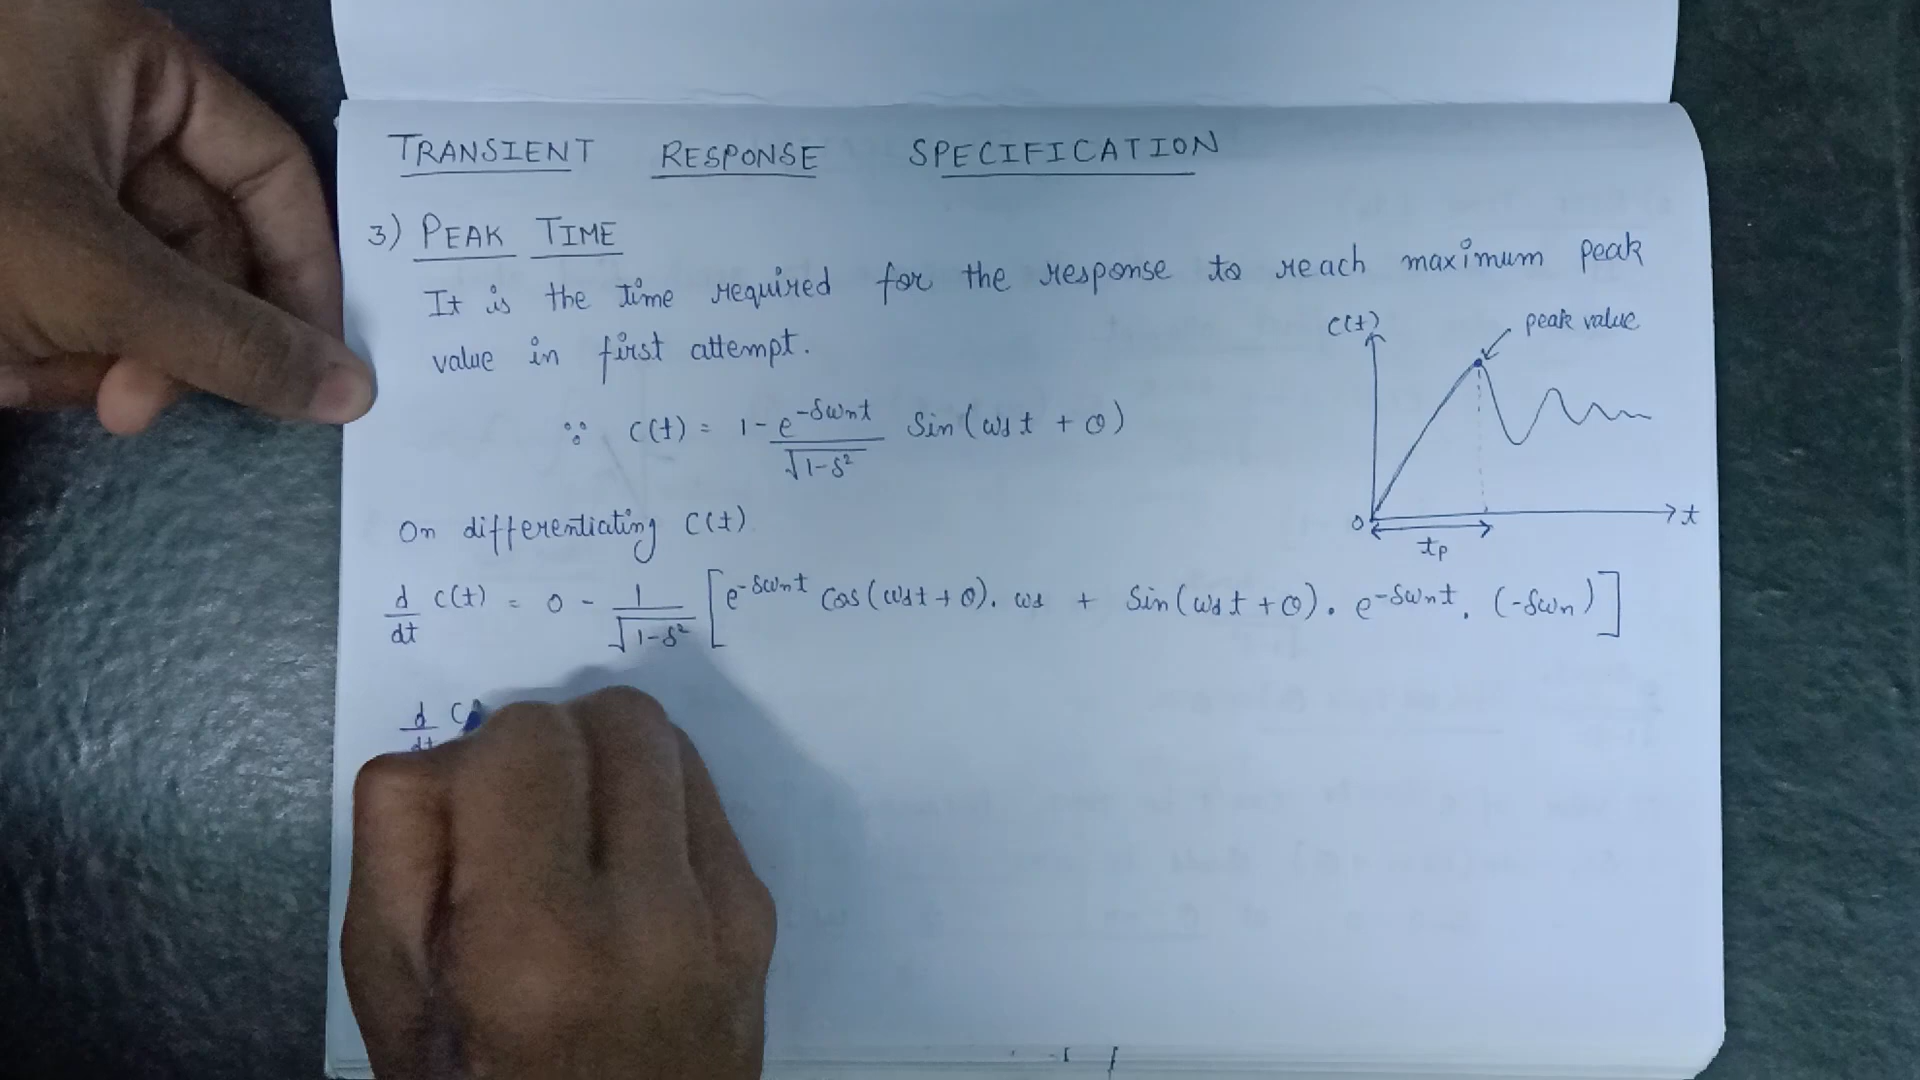 TRANSIENT RESPONSE SPECIFICATION
3) PEAK TIME
It is the time required for the response to reach maximum peak
value in first attempt.
C(t)
peak value
∵ C(t) = 1 - e^-δωnt / √1-δ² Sin(ωdt + θ)
0
t
tp
On differentiating C(t)
d/dt C(t) = 0 - 1/√1-δ² [e^-δωnt Cos(ωdt + θ). ωd + Sin(ωdt + θ). e^-δωnt. (-δωn)]
d/dt C